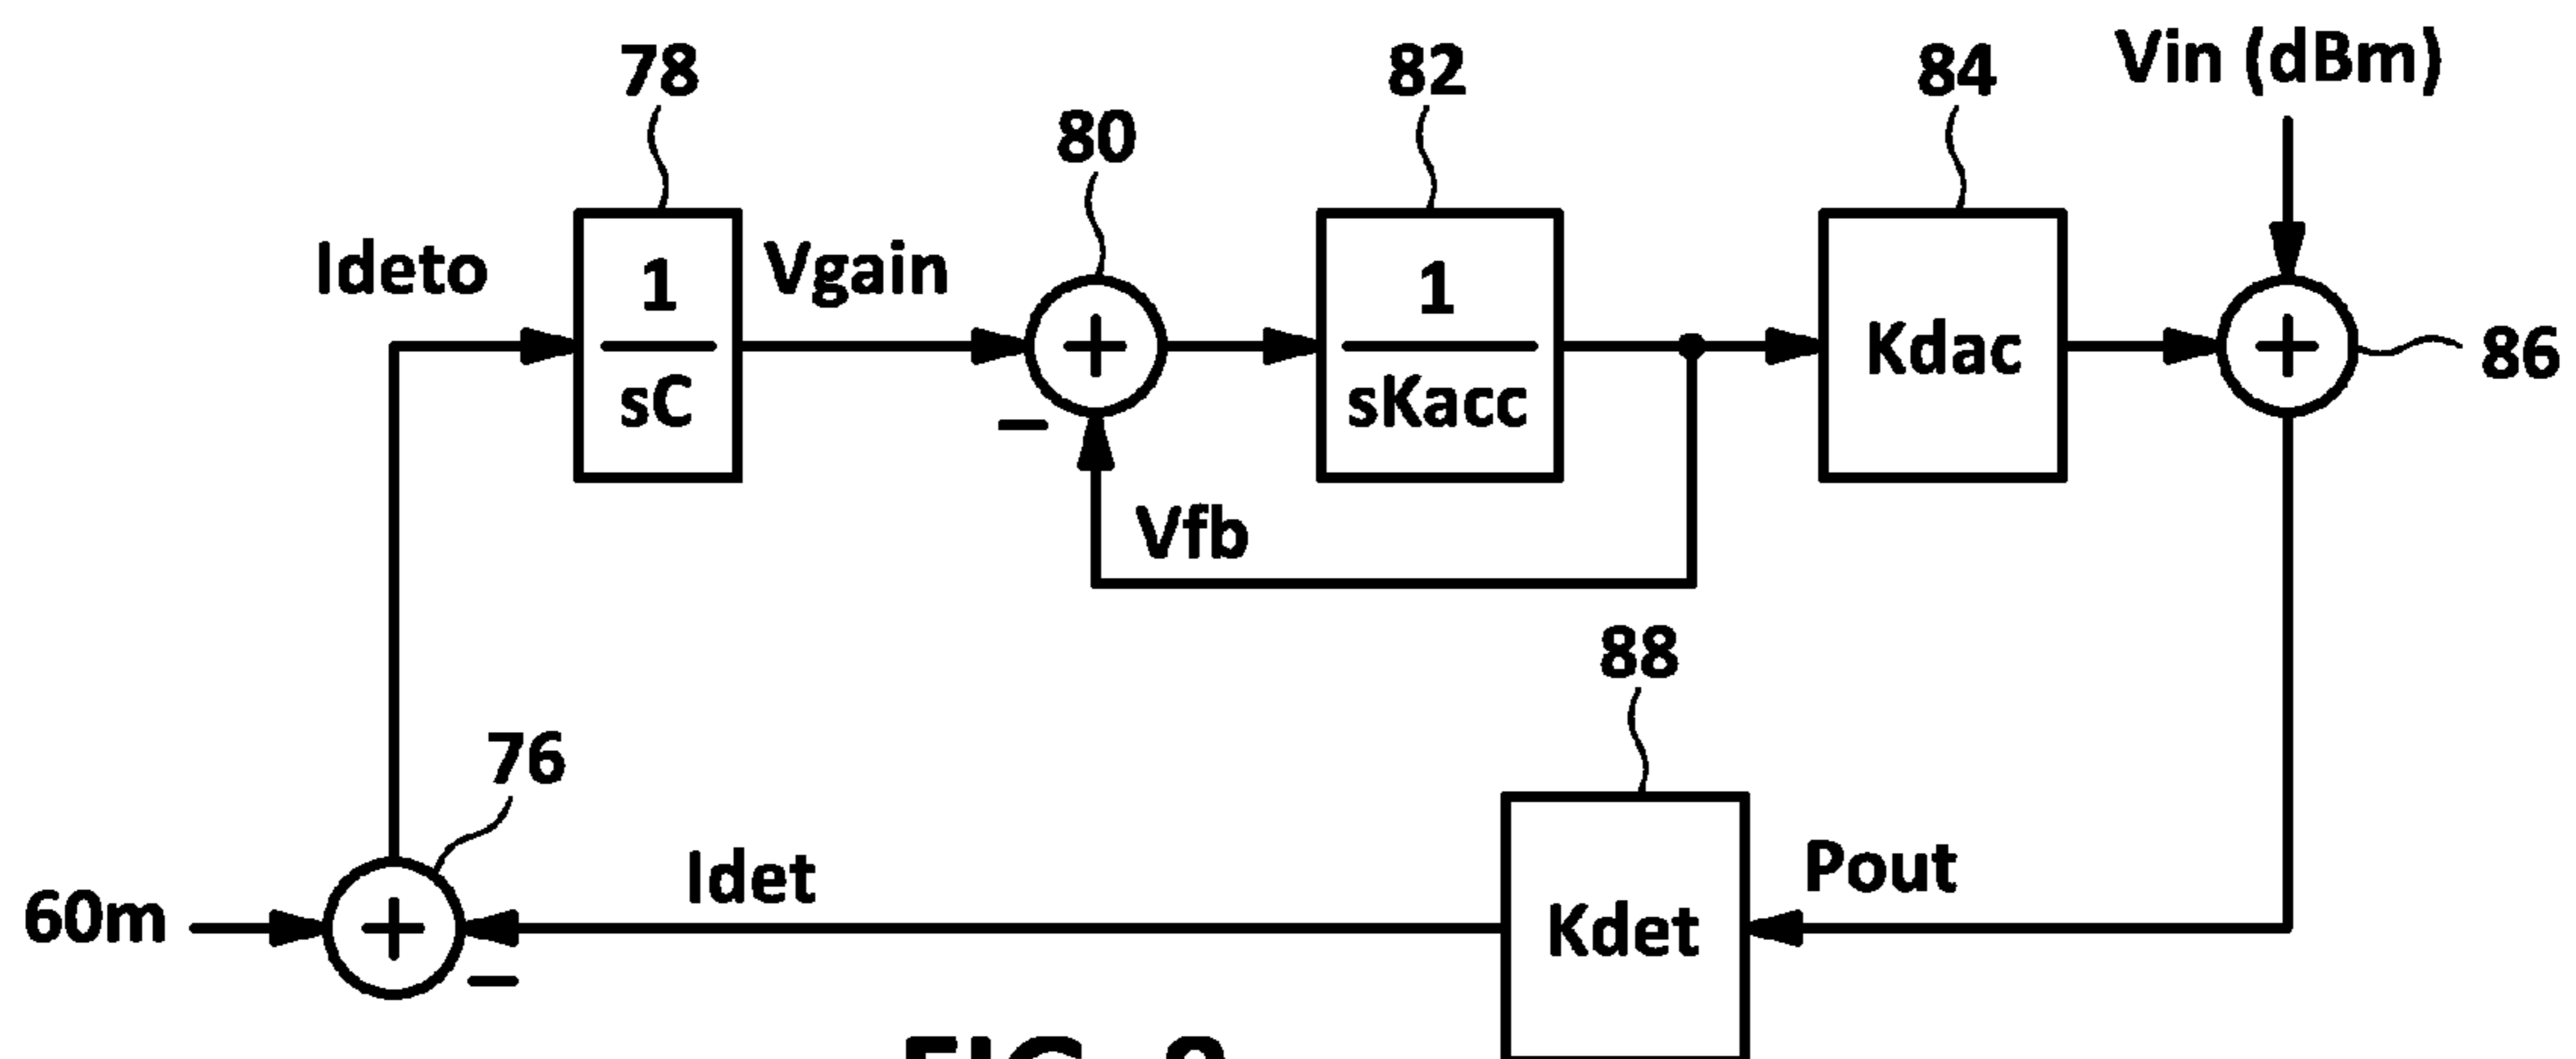 78
82
84
Vin (dBm)
80
Ideto
1
sC
Vgain
+
1
sKacc
Kdac
+
86
−
Vfb
88
76
60m
+
−
Idet
Kdet
Pout